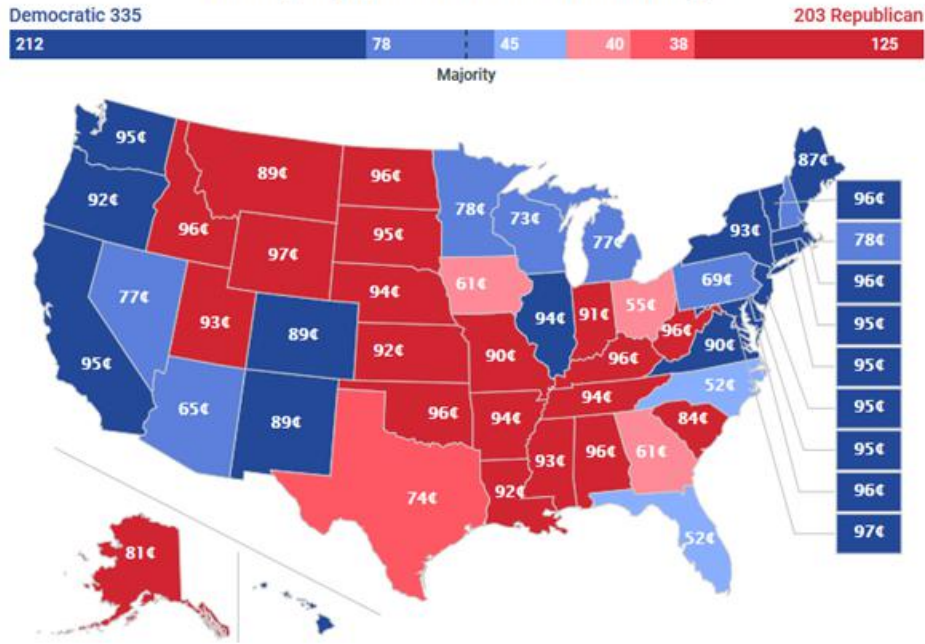 Democratic 335 203 Republican
212 78 45 40 38 125
Majority
95¢ 89¢ 96¢ 87¢
92¢ 78¢ 73¢ 93¢ 96¢
96¢ 95¢ 77¢ 78¢
97¢ 69¢
77¢ 94¢ 61¢ 55¢ 96¢
93¢ 89¢ 94¢ 91¢ 96¢ 95¢
95¢ 92¢ 90¢ 96¢ 90¢ 95¢
65¢ 89¢ 96¢ 94¢ 94¢ 52¢ 95¢
93¢ 96¢ 61¢ 84¢ 95¢
74¢ 92¢ 96¢
52¢ 97¢
81¢